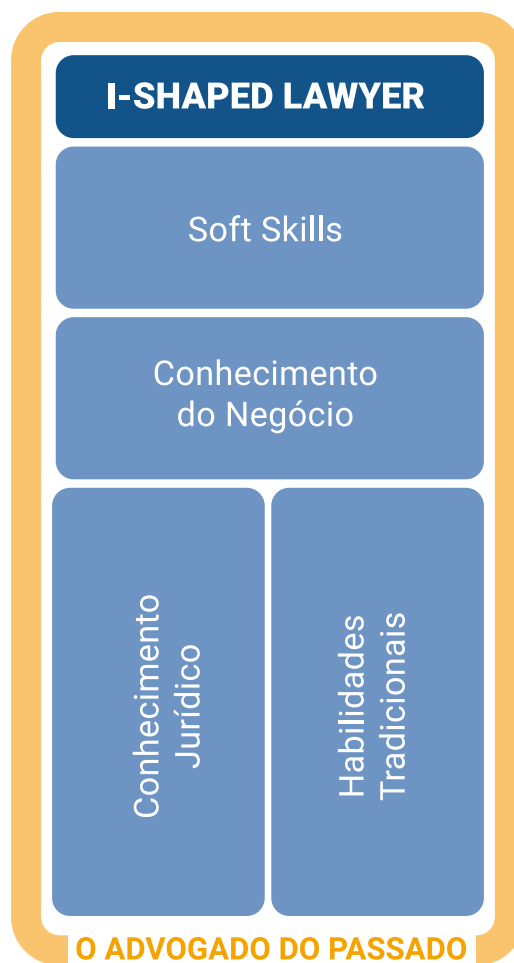 I-SHAPED LAWYER
Soft Skills
Conhecimento
do Negócio
Conhecimento
Jurídico
Habilidades
Tradicionais
O ADVOGADO DO PASSADO